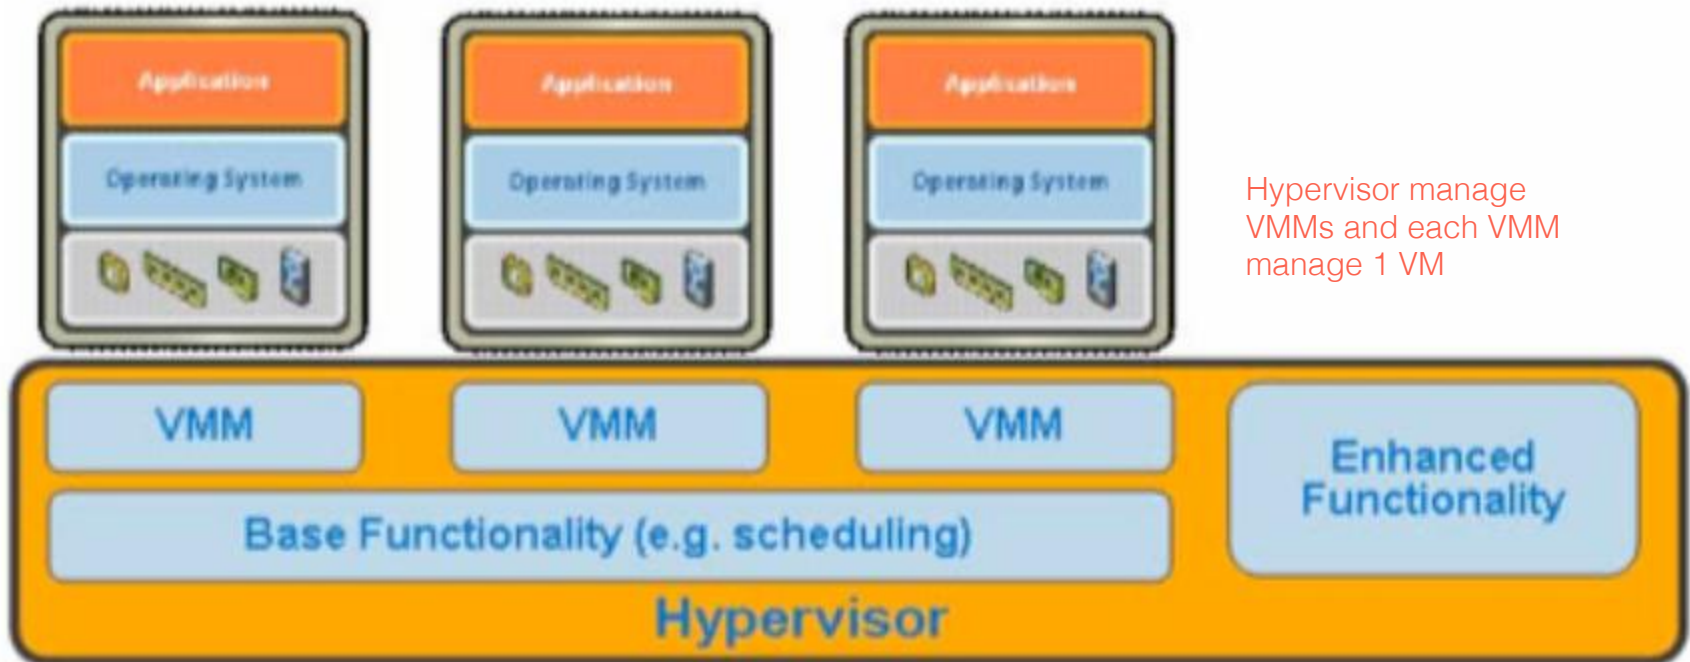 Application
Application
Application
Operating System
Operating System
Operating System
Hypervisor manage
VMMs and each VMM
manage 1 VM
VMM
VMM
VMM
Enhanced
Functionality
Base Functionality (e.g. scheduling)
Hypervisor